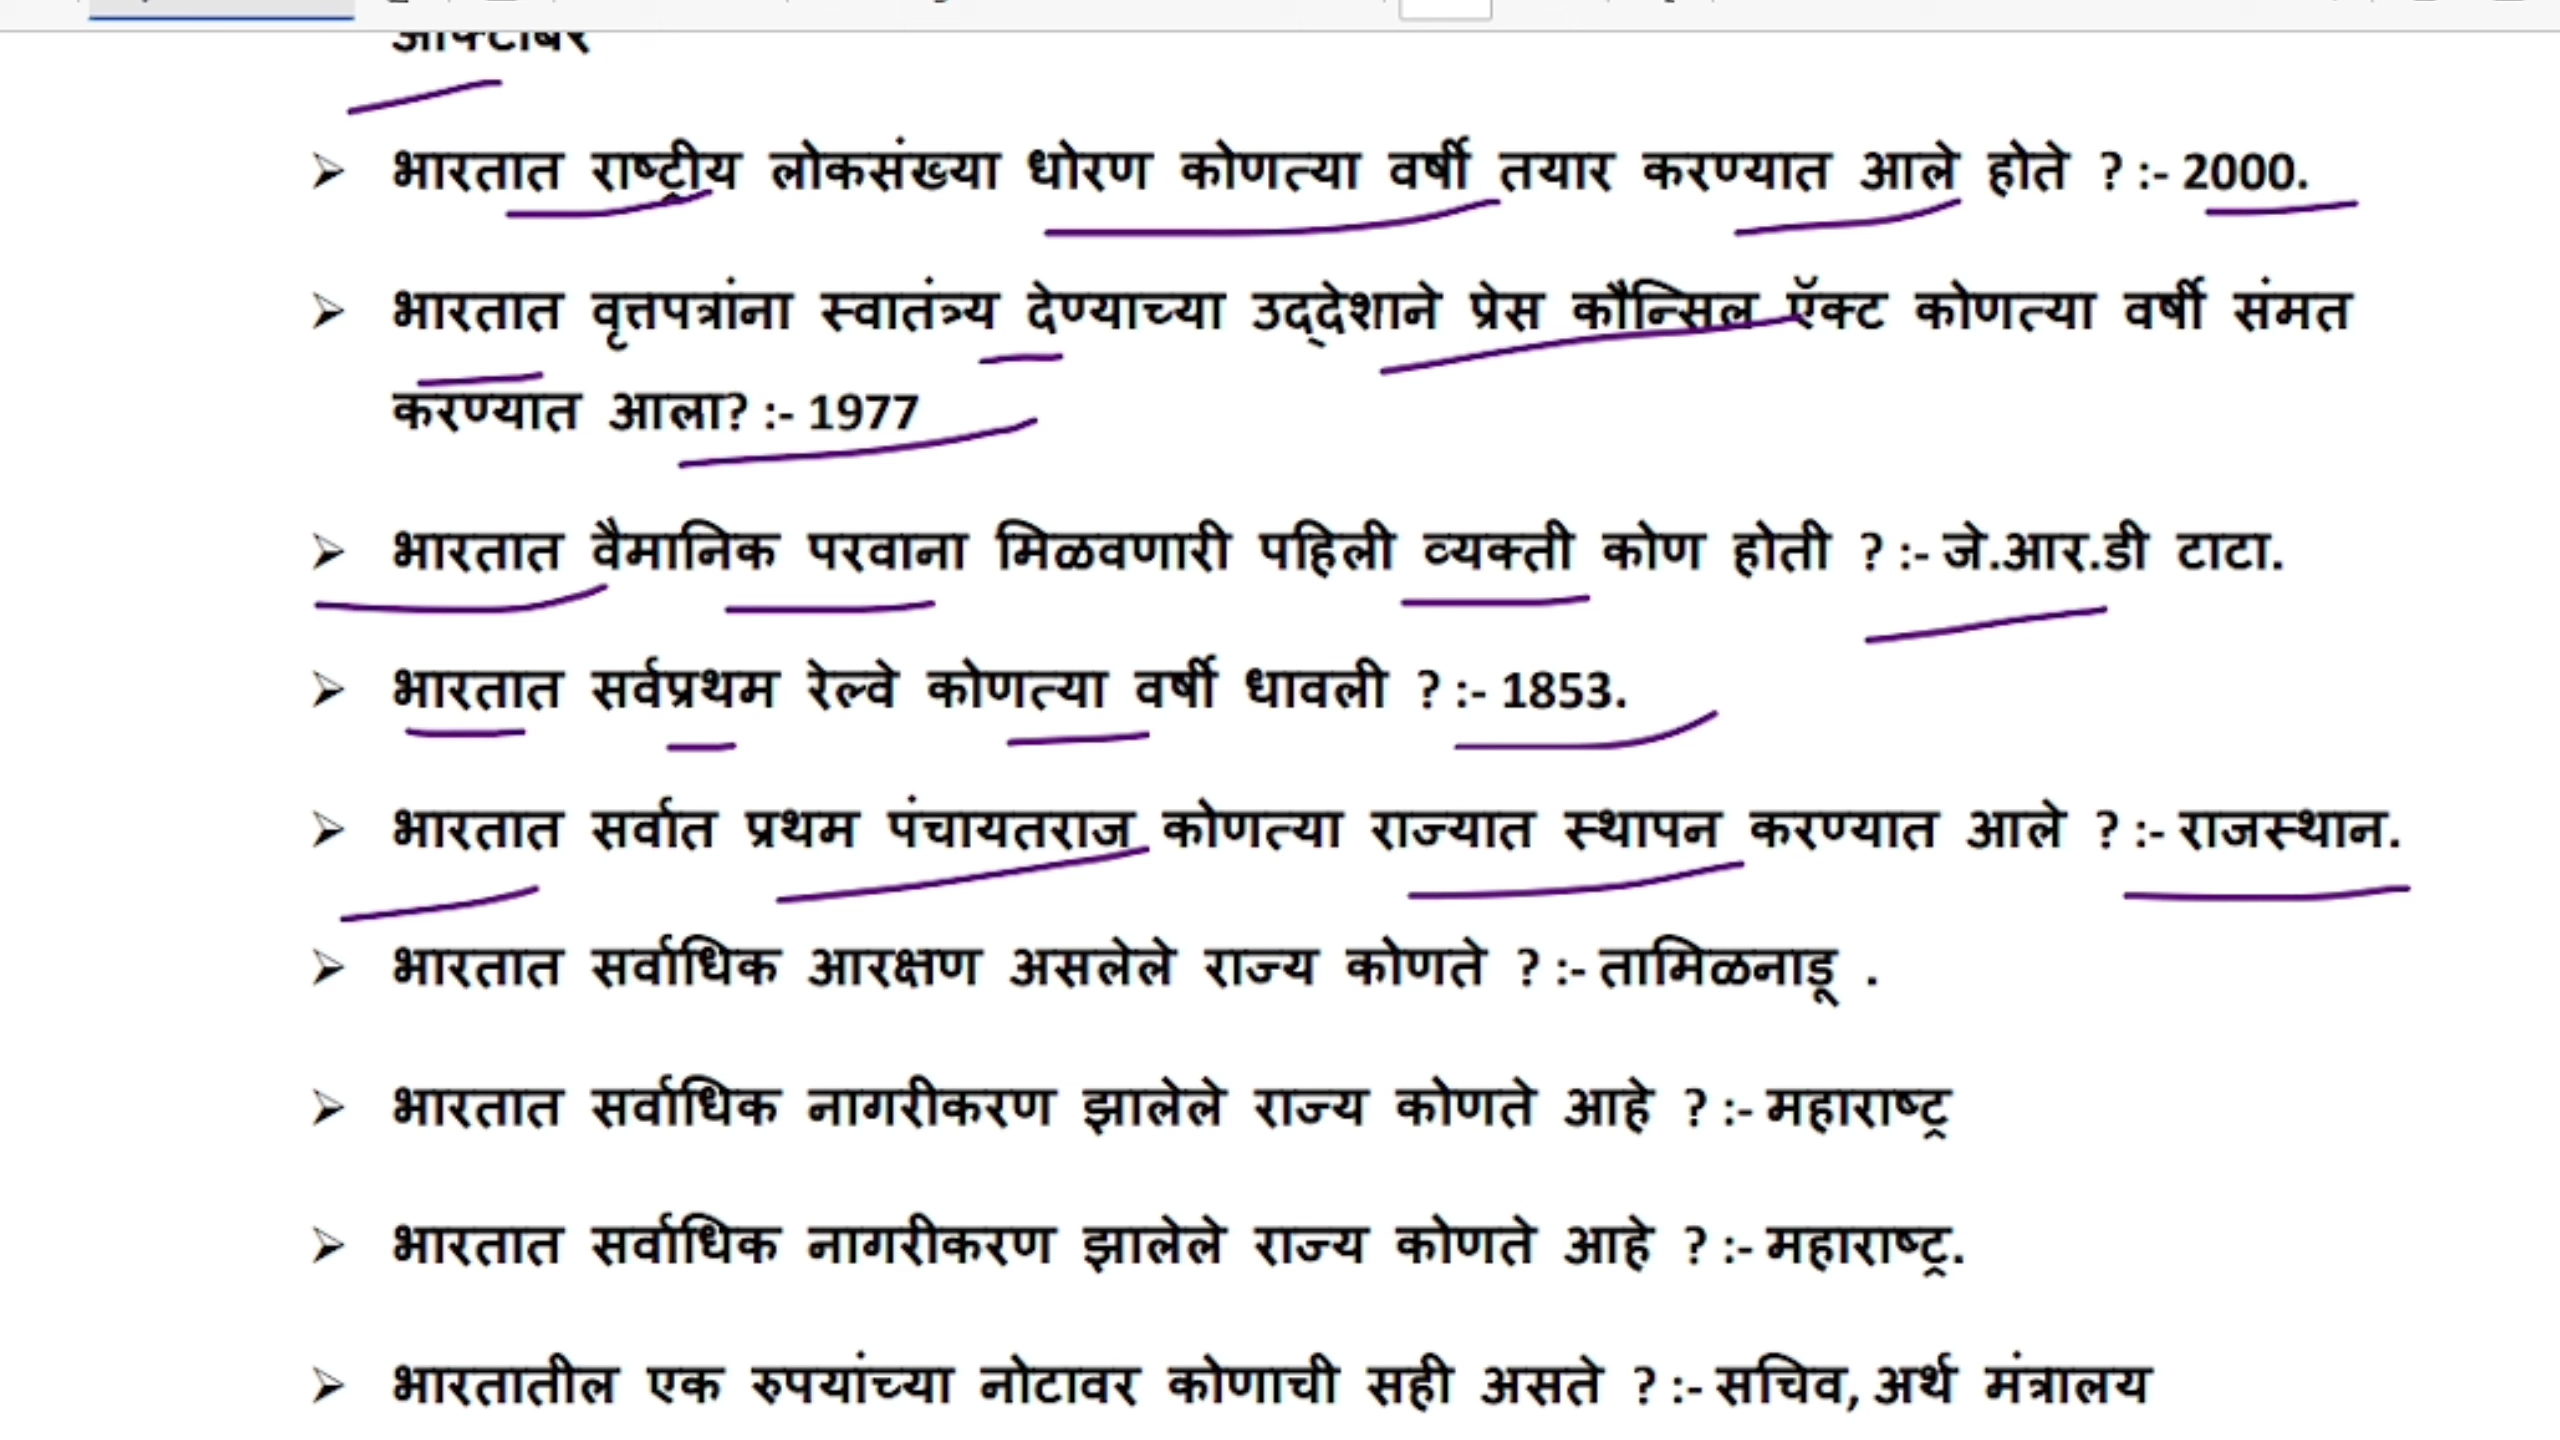 ऑक्टोबर
➢ भारतात राष्ट्रीय लोकसंख्या धोरण कोणत्या वर्षी तयार करण्यात आले होते ? :- 2000.
➢ भारतात वृत्तपत्रांना स्वातंत्र्य देण्याच्या उद्देशाने प्रेस कौन्सिल ऍक्ट कोणत्या वर्षी संमत
करण्यात आला? :- 1977
➢ भारतात वैमानिक परवाना मिळवणारी पहिली व्यक्ती कोण होती ? :- जे.आर.डी टाटा.
➢ भारतात सर्वप्रथम रेल्वे कोणत्या वर्षी धावली ? :- 1853.
➢ भारतात सर्वात प्रथम पंचायतराज कोणत्या राज्यात स्थापन करण्यात आले ? :- राजस्थान.
➢ भारतात सर्वाधिक आरक्षण असलेले राज्य कोणते ? :- तामिळनाडू .
➢ भारतात सर्वाधिक नागरीकरण झालेले राज्य कोणते आहे ? :- महाराष्ट्र
➢ भारतात सर्वाधिक नागरीकरण झालेले राज्य कोणते आहे ? :- महाराष्ट्र.
➢ भारतातील एक रुपयांच्या नोटावर कोणाची सही असते ? :- सचिव, अर्थ मंत्रालय